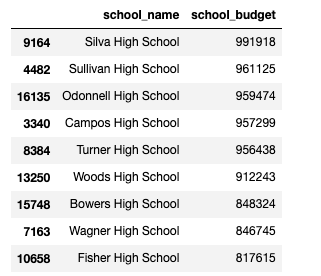 school_name school_budget
9164 Silva High School 991918
4482 Sullivan High School 961125
16135 Odonnell High School 959474
3340 Campos High School 957299
8384 Turner High School 956438
13250 Woods High School 912243
15748 Bowers High School 848324
7163 Wagner High School 846745
10658 Fisher High School 817615